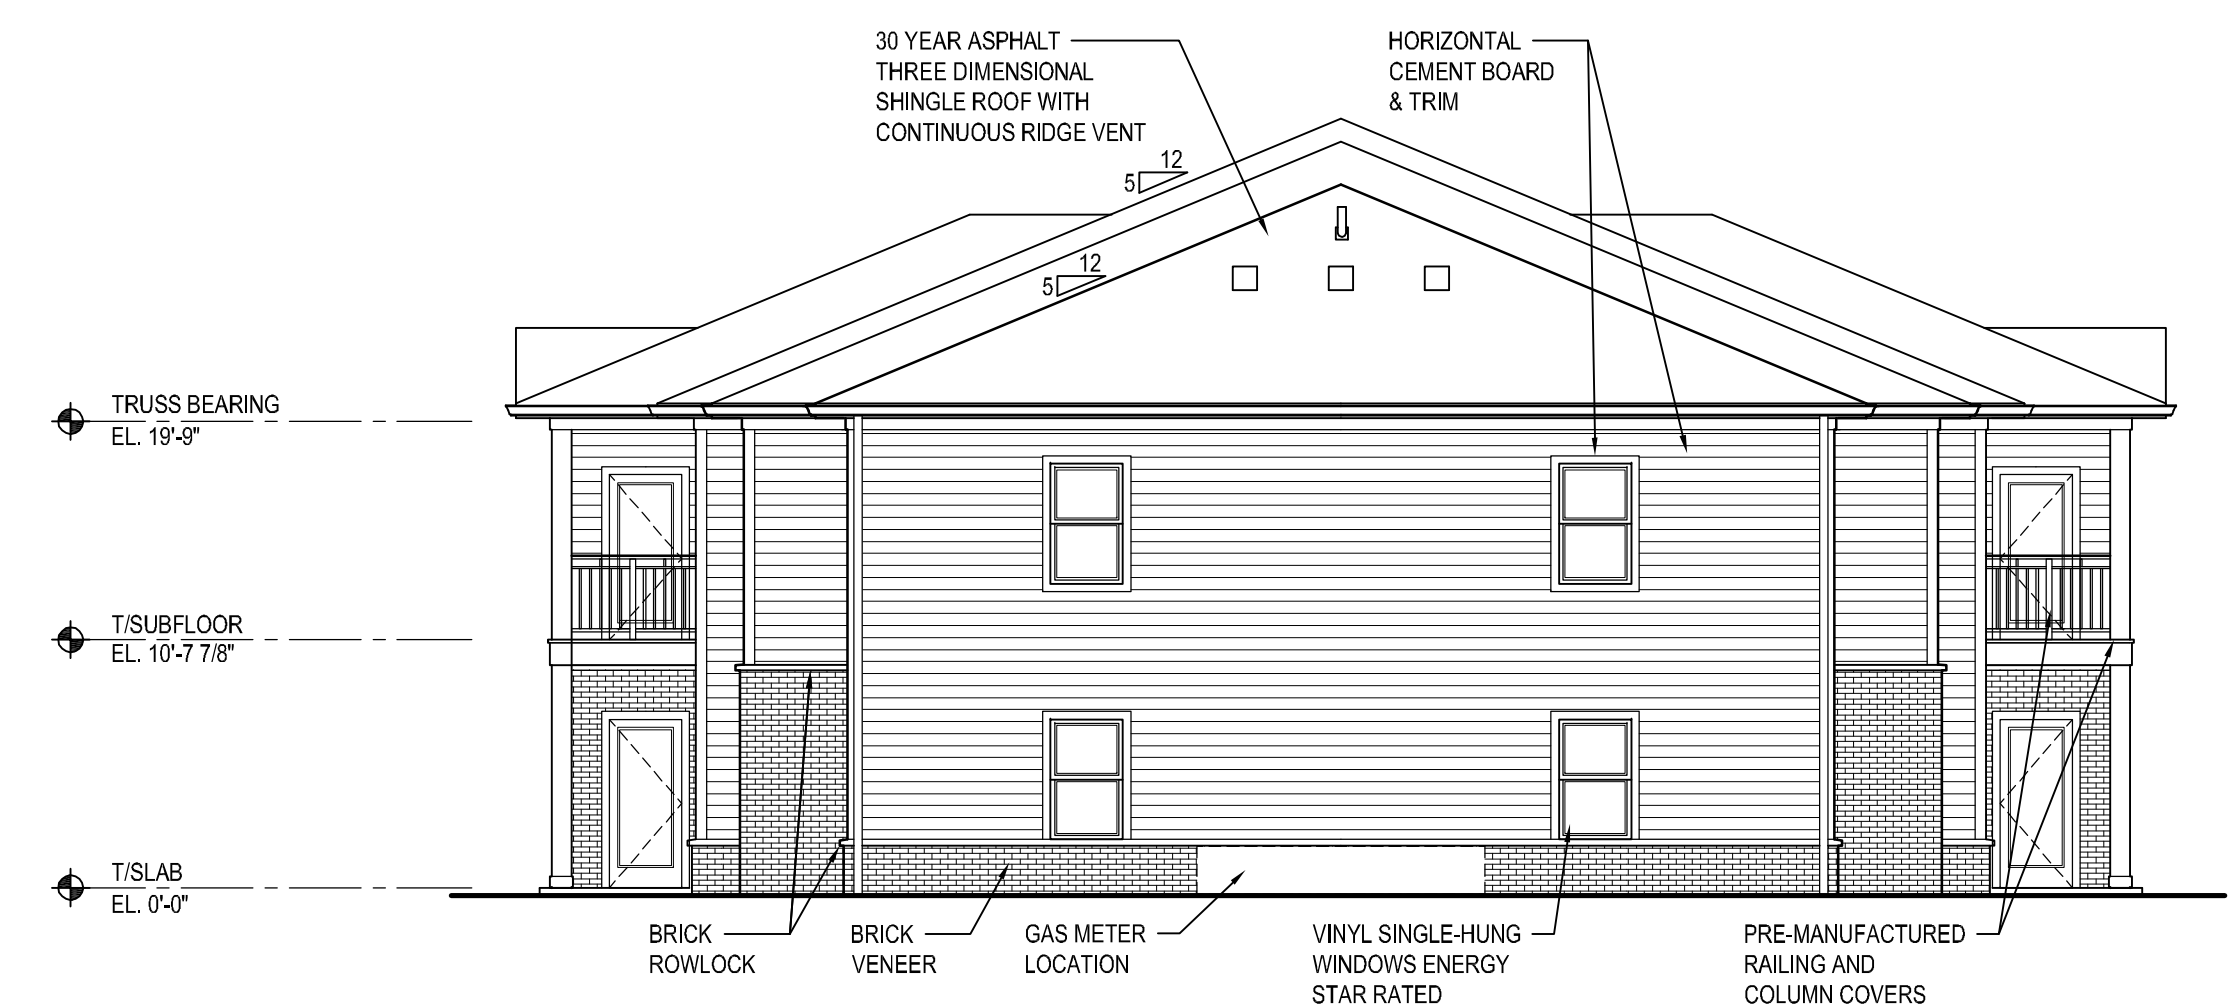 30 YEAR ASPHALT
THREE DIMENSIONAL
SHINGLE ROOF WITH
CONTINUOUS RIDGE VENT
HORIZONTAL
CEMENT BOARD
& TRIM
12
5
12
5
TRUSS BEARING
EL. 19'-9"
T/SUBFLOOR
EL. 10'-7 7/8"
T/SLAB
EL. 0'-0"
BRICK
ROWLOCK
BRICK
VENEER
GAS METER
LOCATION
VINYL SINGLE-HUNG
WINDOWS ENERGY
STAR RATED
PRE-MANUFACTURED
RAILING AND
COLUMN COVERS